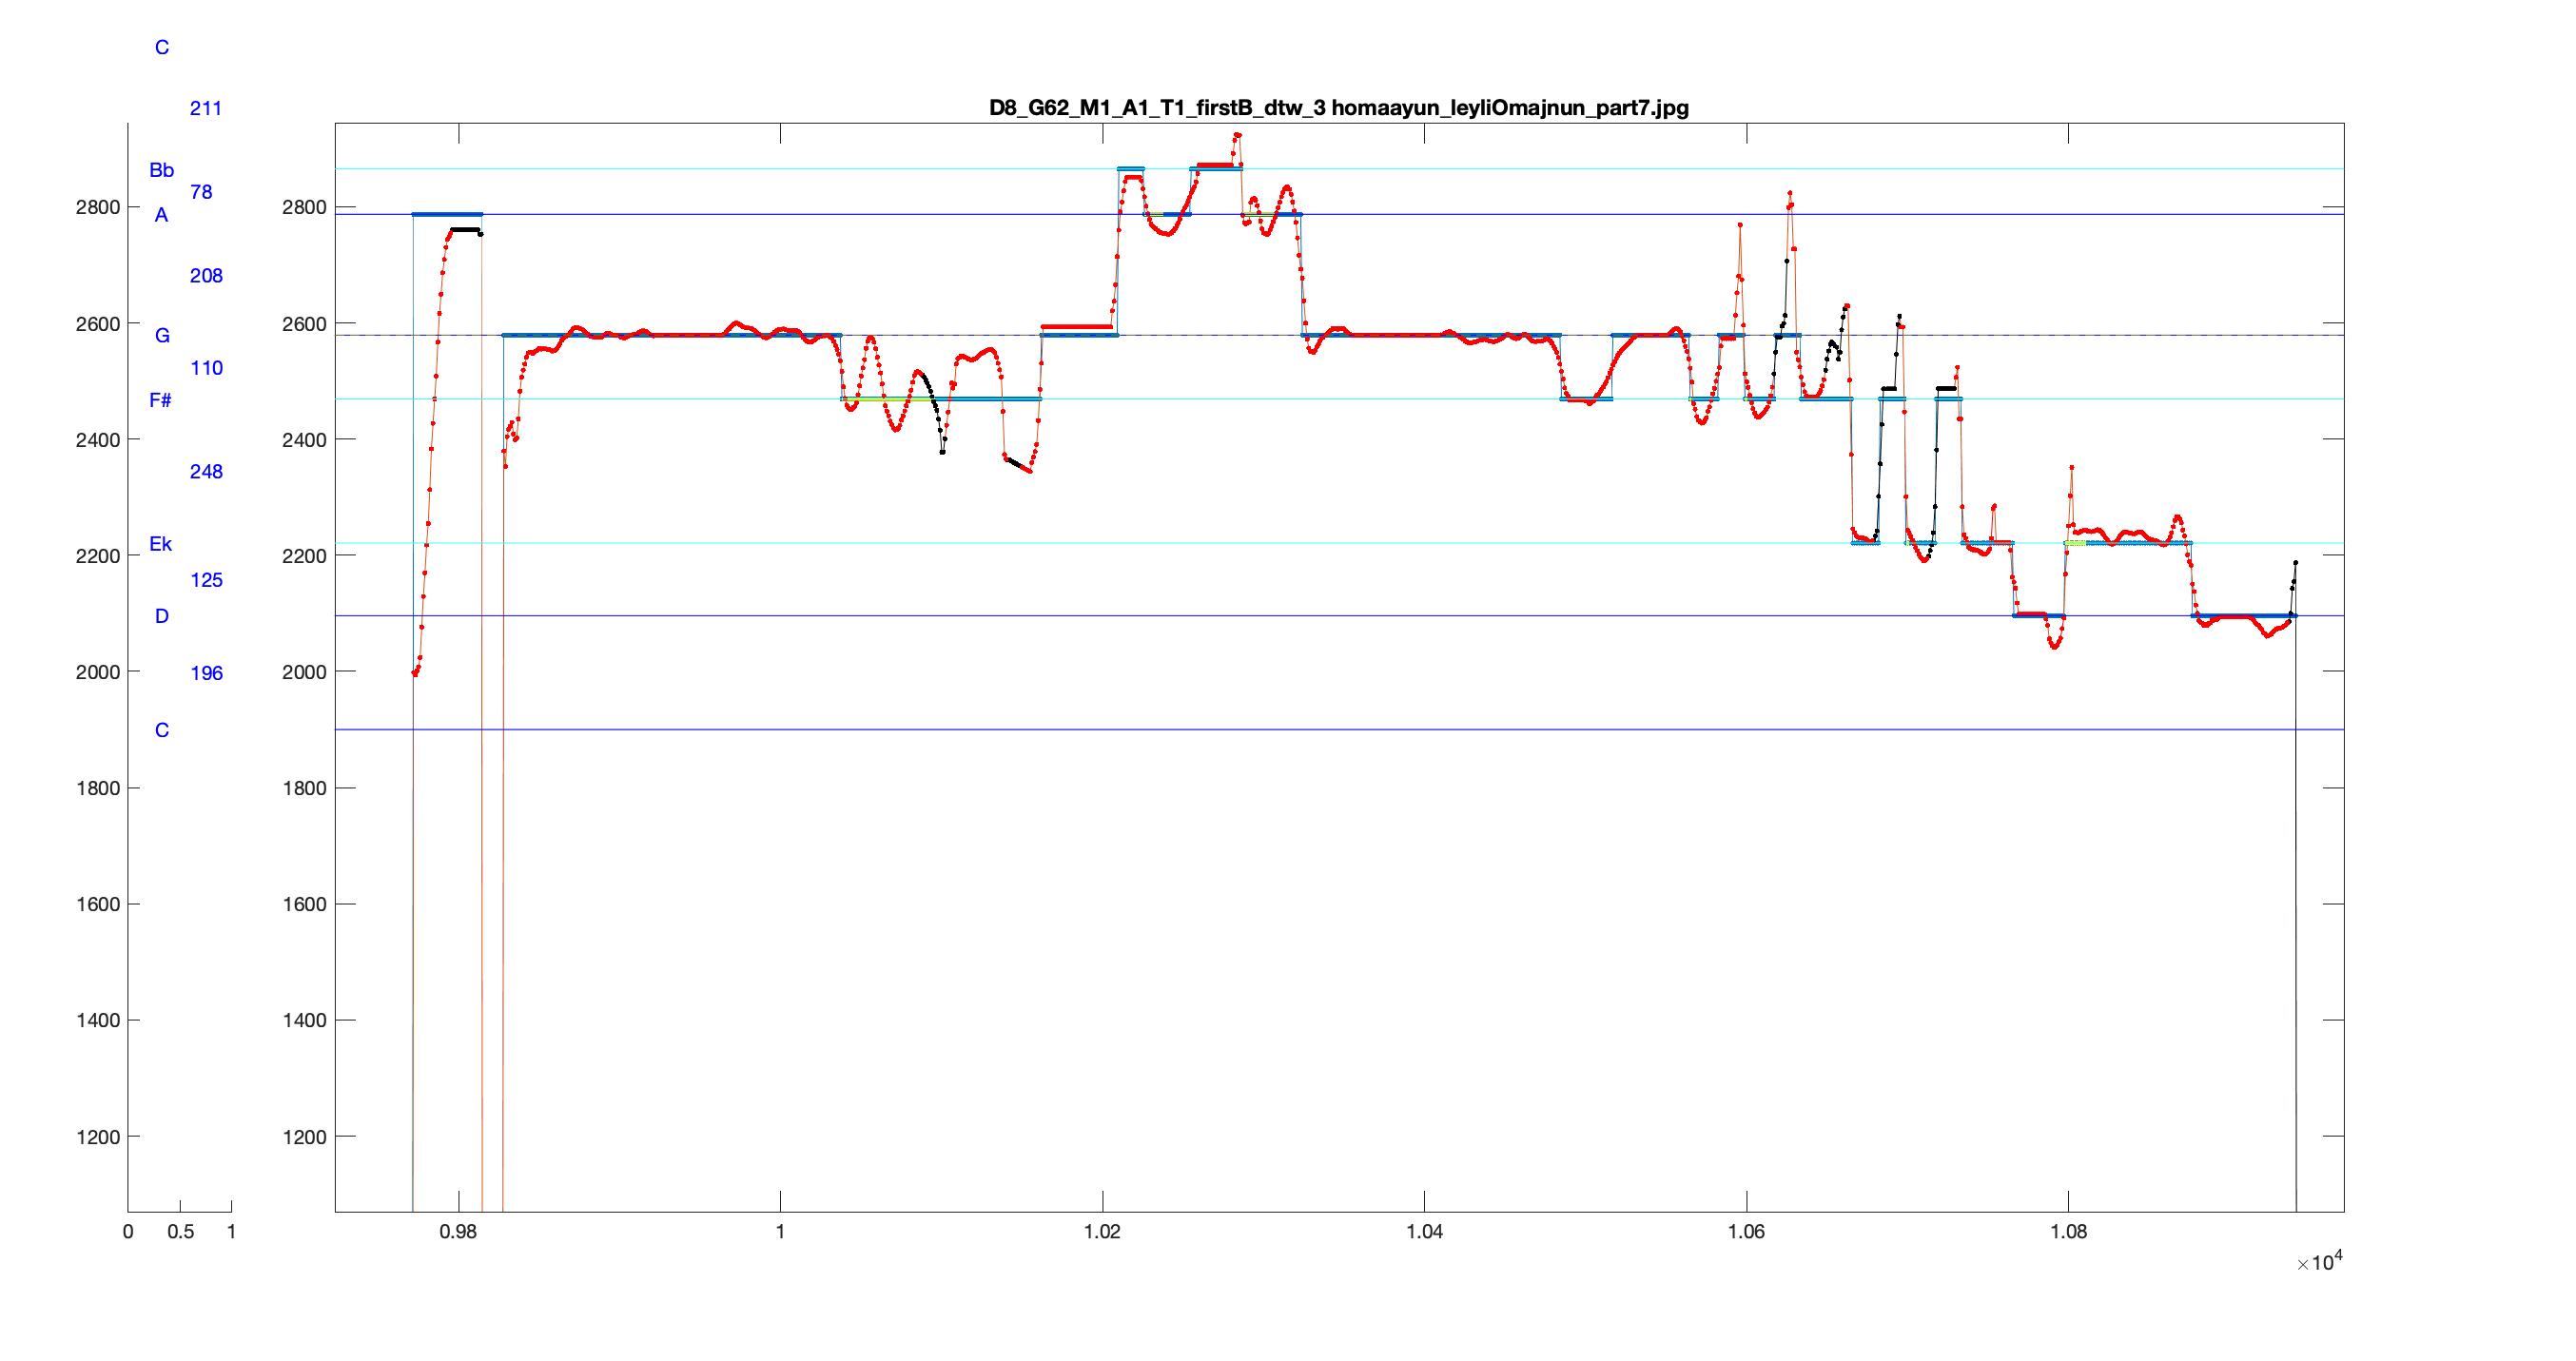 C
211
D8_G62_M1_A1_T1_firstB_dtw_3 homaayun_leyliOmajnun_part7.jpg
Bb
78
2800 A 2800
208
2600 G 2600
110
F#
2400 2400
248
Ek
2200 2200
125
D
2000 196 2000
C
1800 1800
1600 1600
1400 1400
1200 1200
0 0.5 1 0.98 1 1.02 1.04 1.06 1.08
×10⁴